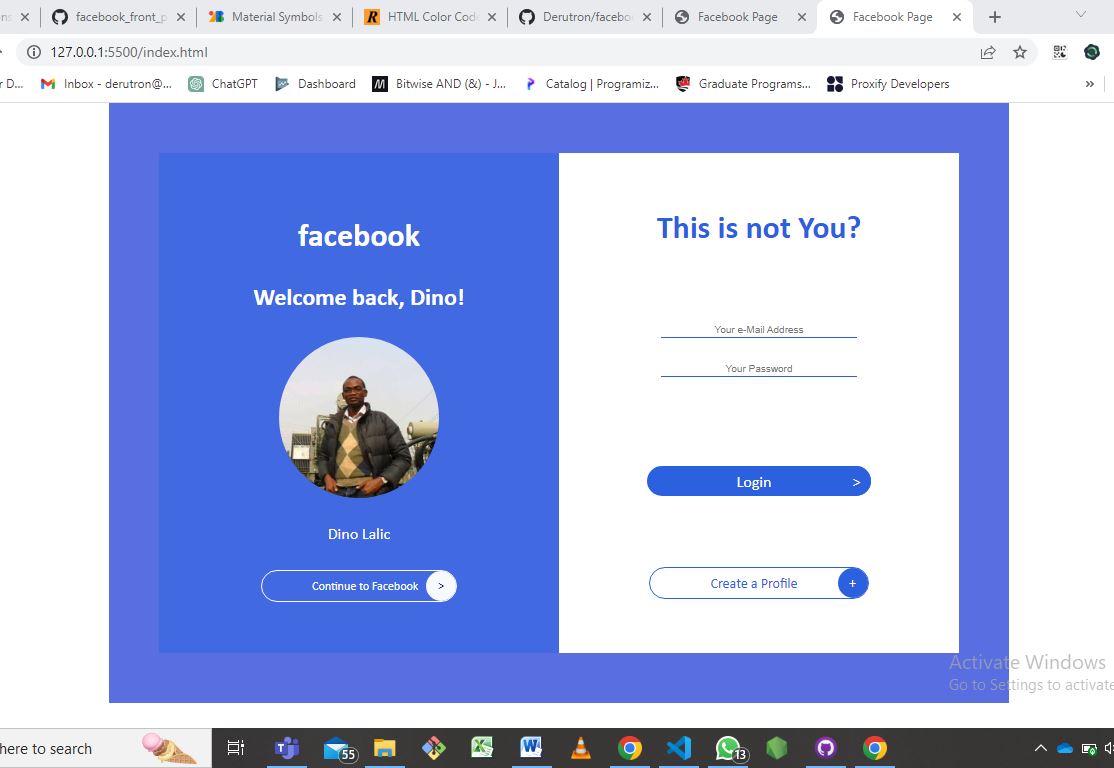 ns
facebook_front_p
Material Symbols
HTML Color Cod
Derutron/facebo
Facebook Page
Facebook Page
127.0.0.1:5500/index.html
r D...
Inbox - derutron@...
ChatGPT
Dashboard
Bitwise AND (&) - J...
Catalog | Programiz...
Graduate Programs...
Proxify Developers
»
facebook
Welcome back, Dino!
Dino Lalic
Continue to Facebook >
This is not You?
Your e-Mail Address
Your Password
Login >
Create a Profile +
Activate Windows
Go to Settings to activate
here to search
55
13